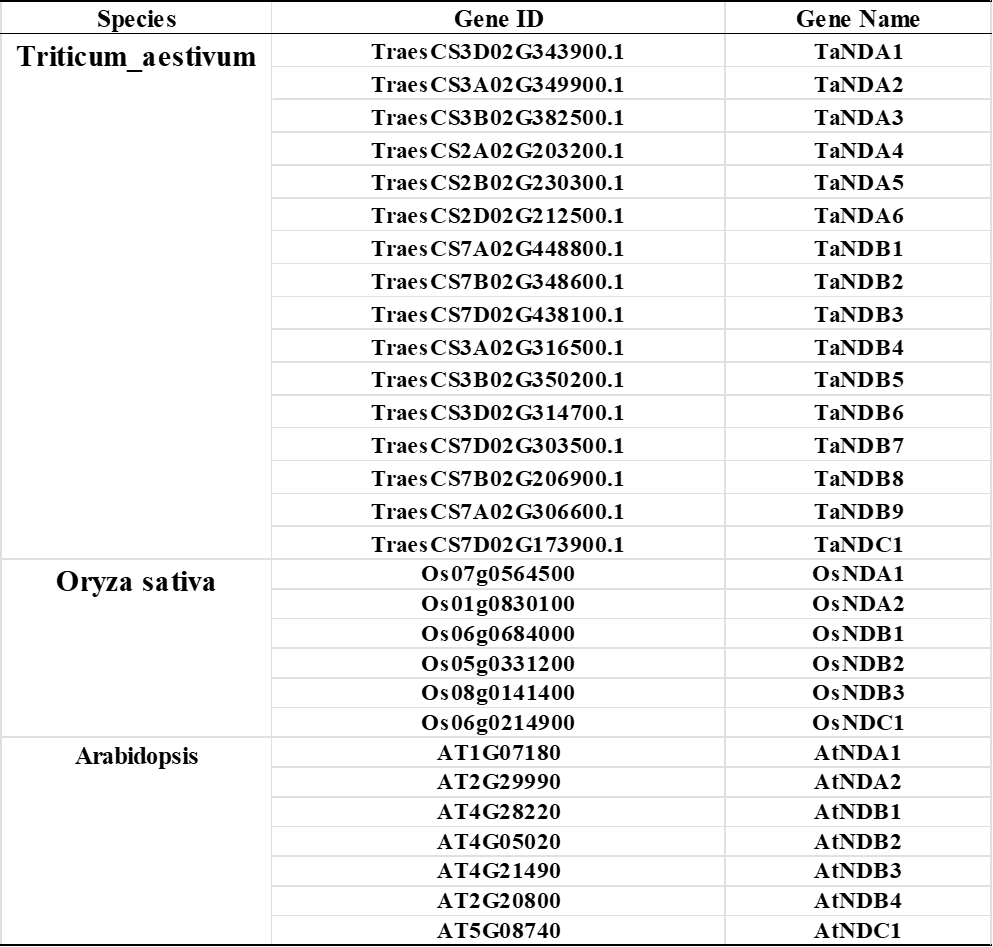 Species Gene ID Gene Name
Triticum_aestivum TraesCS3D02G343900.1 TaNDA1
TraesCS3A02G349900.1 TaNDA2
TraesCS3B02G382500.1 TaNDA3
TraesCS2A02G203200.1 TaNDA4
TraesCS2B02G230300.1 TaNDA5
TraesCS2D02G212500.1 TaNDA6
TraesCS7A02G448800.1 TaNDB1
TraesCS7B02G348600.1 TaNDB2
TraesCS7D02G438100.1 TaNDB3
TraesCS3A02G316500.1 TaNDB4
TraesCS3B02G350200.1 TaNDB5
TraesCS3D02G314700.1 TaNDB6
TraesCS7D02G303500.1 TaNDB7
TraesCS7B02G206900.1 TaNDB8
TraesCS7A02G306600.1 TaNDB9
TraesCS7D02G173900.1 TaNDC1
Oryza sativa Os07g0564500 OsNDA1
Os01g0830100 OsNDA2
Os06g0684000 OsNDB1
Os05g0331200 OsNDB2
Os08g0141400 OsNDB3
Os06g0214900 OsNDC1
Arabidopsis AT1G07180 AtNDA1
AT2G29990 AtNDA2
AT4G28220 AtNDB1
AT4G05020 AtNDB2
AT4G21490 AtNDB3
AT2G20800 AtNDB4
AT5G08740 AtNDC1